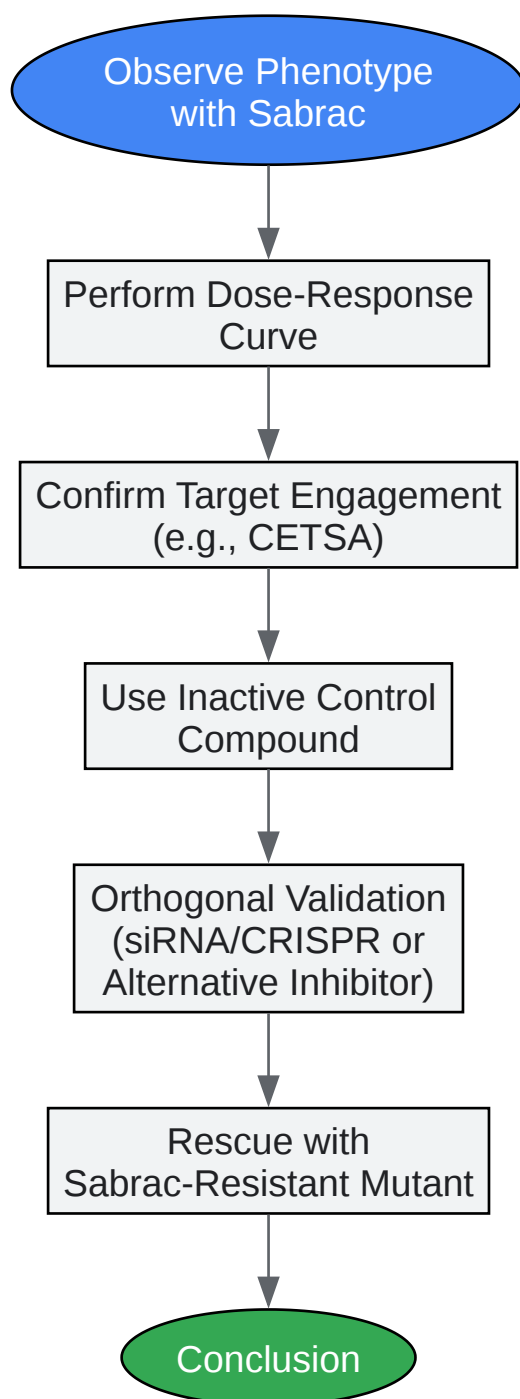 Observe Phenotype
with Sabrac
Perform Dose-Response
Curve
Confirm Target Engagement
(e.g., CETSA)
Use Inactive Control
Compound
Orthogonal Validation
(siRNA/CRISPR or
Alternative Inhibitor)
Rescue with
Sabrac-Resistant Mutant
Conclusion